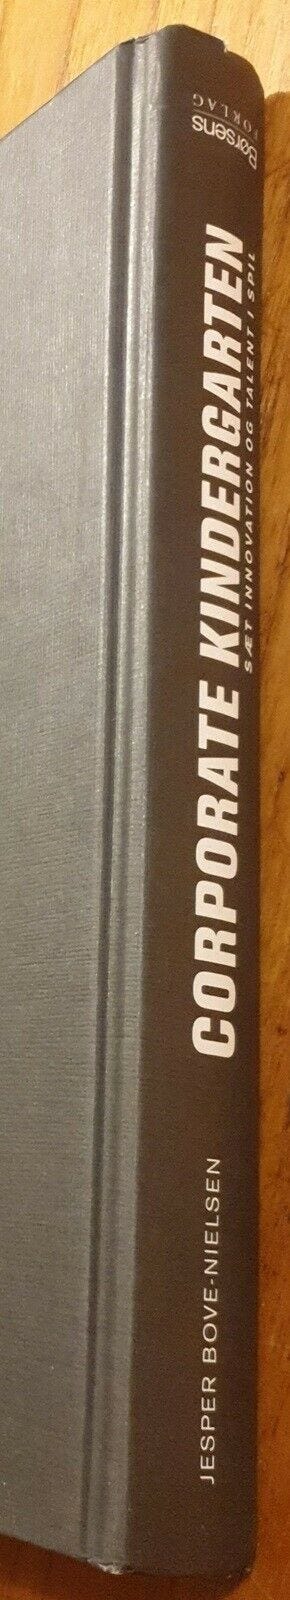 JESPER BOVE-NIELSEN
CORPORATE KINDERGARTEN
SÆT INNOVATION OG TALENT I SPIL
Børsens
FORLAG